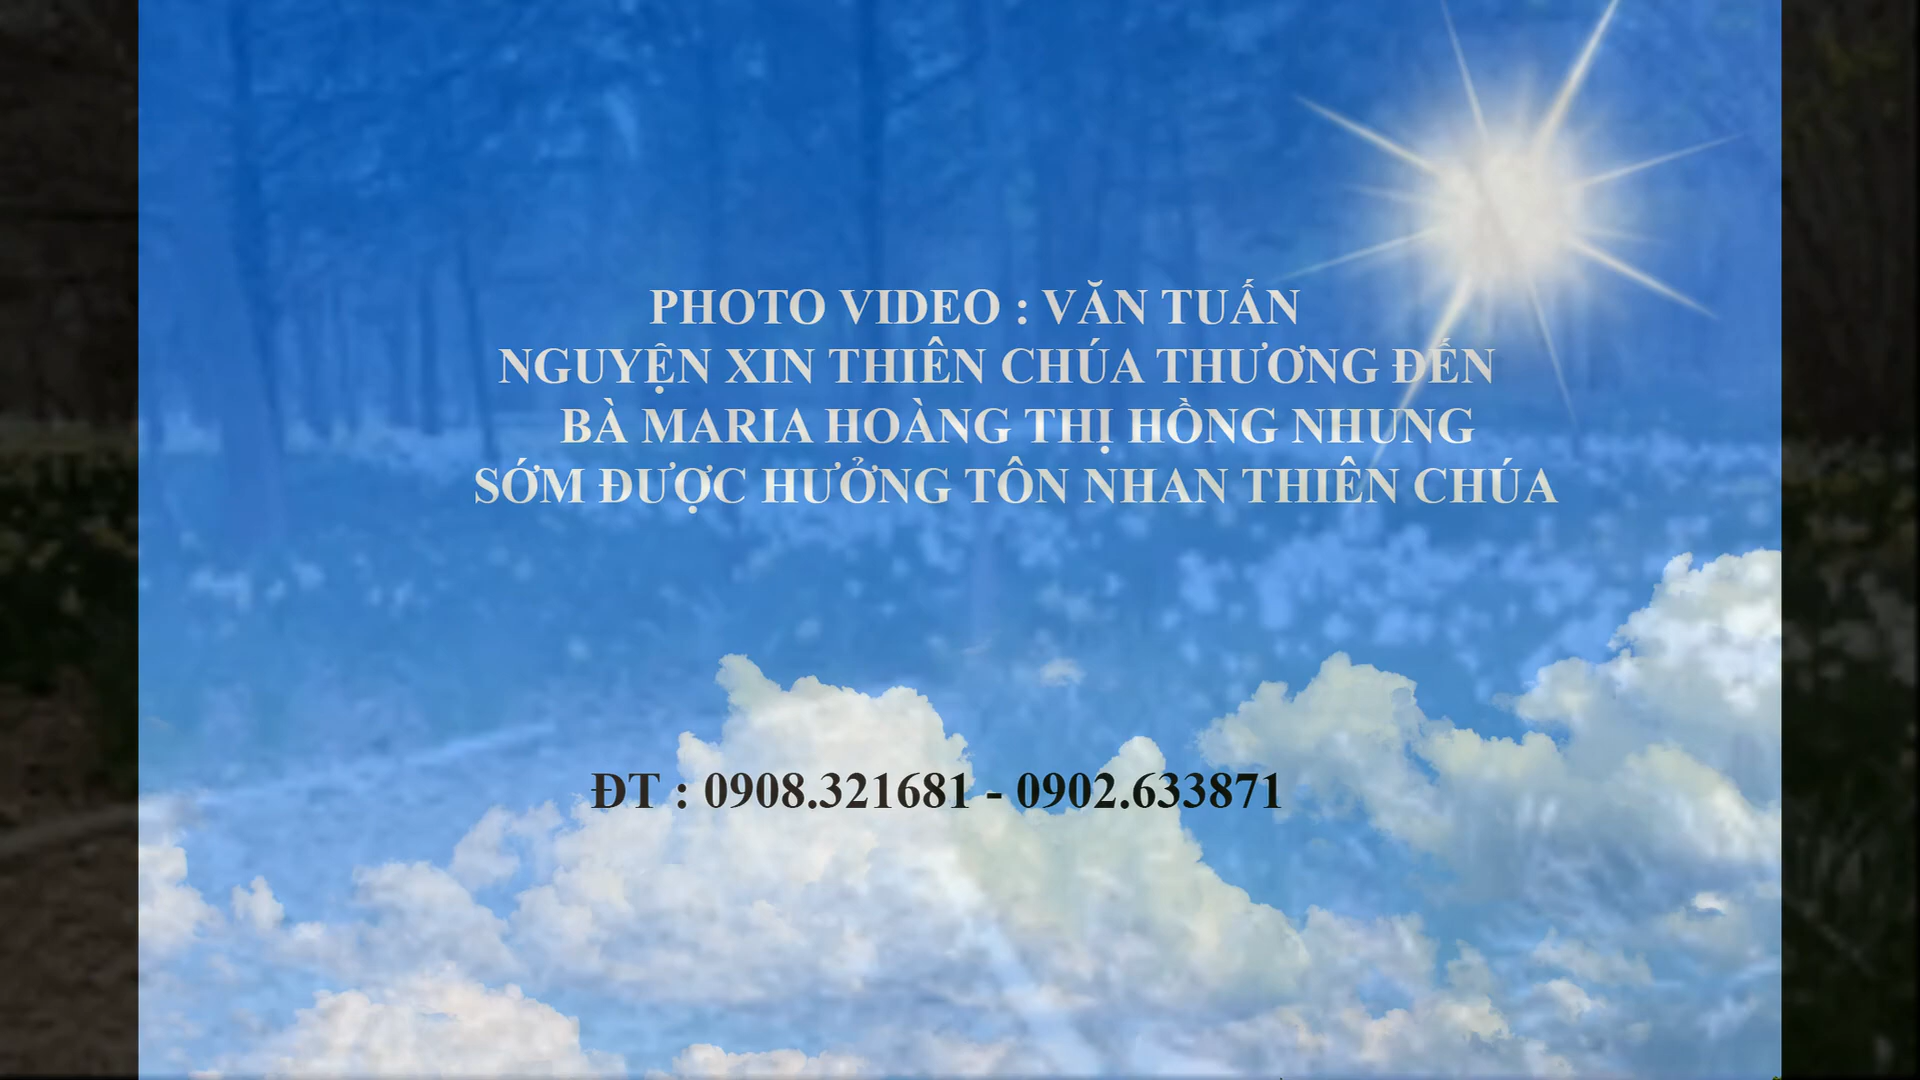 PHOTO VIDEO : VĂN TUẤN
NGUYỆN XIN THIÊN CHÚA THƯƠNG ĐẾN
BÀ MARIA HOÀNG THỊ HỒNG NHUNG
SỚM ĐƯỢC HƯỞNG TÔN NHAN THIÊN CHÚA
ĐT : 0908.321681 - 0902.633871